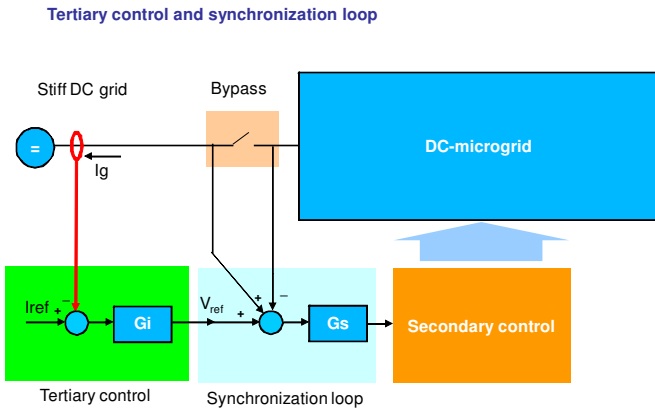 Tertiary control and synchronization loop
Stiff DC grid
Bypass
=
Ig
DC-microgrid
Iref
+
−
Gi
Vref
+
+
−
Gs
Secondary control
Tertiary control
Synchronization loop